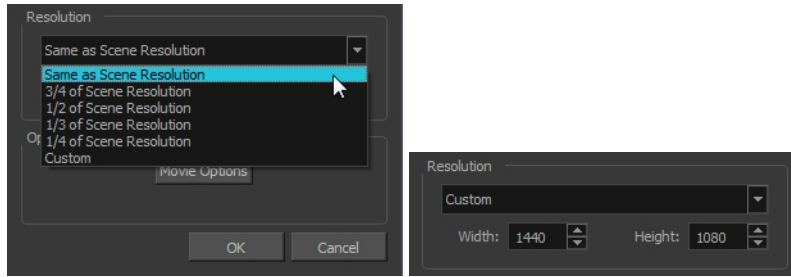 Resolution
Same as Scene Resolution
Same as Scene Resolution
3/4 of Scene Resolution
1/2 of Scene Resolution
1/3 of Scene Resolution
1/4 of Scene Resolution
Custom
Op
Movie Options
OK
Cancel
Resolution
Custom
Width: 1440 Height: 1080